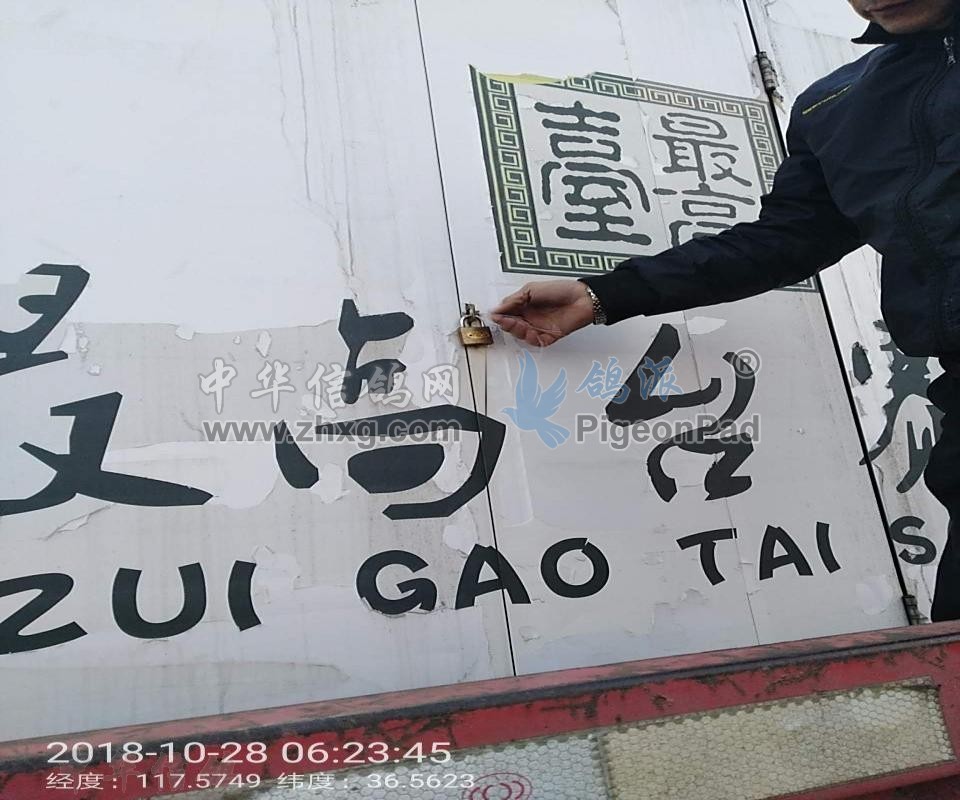 最高
臺
最高台
ZUI GAO TAI S
中华信鸽网
www.zhxg.com
鸽派®
PigeonPad
2018-10-28 06:23:45
经度： 117.5749 纬度： 36.5623